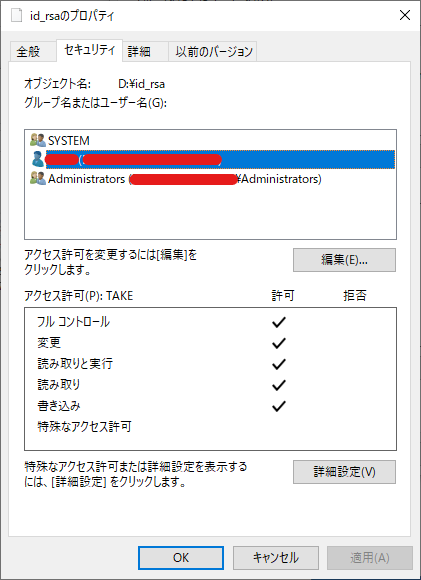 id_rsaのプロパティ
全般 セキュリティ 詳細 以前のバージョン
オブジェクト名: D:¥id_rsa
グループ名またはユーザー名(G):
SYSTEM
(
Administrators ( ¥Administrators)
アクセス許可を変更するには[編集]を
クリックします。
編集(E)...
アクセス許可(P): TAKE 許可 拒否
フル コントロール
変更
読み取りと実行
読み取り
書き込み
特殊なアクセス許可
特殊なアクセス許可または詳細設定を表示する
には、[詳細設定] をクリックします。
詳細設定(V)
OK キャンセル 適用(A)